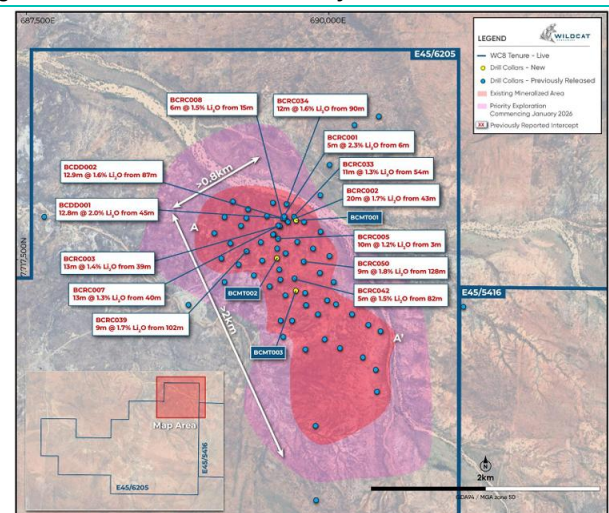 687,500E
690,000E
7,717,500N
E45/6205
LEGEND
WILDCAT
WC8 Tenure - Live
Drill Collars - New
Drill Collars - Previously Released
Existing Mineralized Area
Priority Exploration
Commencing January 2026
XX Previously Reported Intercept
BCRC008
6m @ 1.5% Li₂O from 15m
BCRC034
12m @ 1.6% Li₂O from 90m
BCRC001
5m @ 2.3% Li₂O from 6m
BCRC033
11m @ 1.3% Li₂O from 54m
BCRC002
20m @ 1.7% Li₂O from 43m
BCDD002
12.9m @ 1.6% Li₂O from 87m
>0.8km
BCDD001
12.8m @ 2.0% Li₂O from 45m
A
BCMT001
BCRC005
10m @ 1.2% Li₂O from 3m
BCRC003
13m @ 1.4% Li₂O from 39m
BCRC050
9m @ 1.8% Li₂O from 128m
BCRC007
13m @ 1.3% Li₂O from 40m
BCMT002
BCRC042
5m @ 1.5% Li₂O from 82m
E45/5416
BCRC039
9m @ 1.7% Li₂O from 102m
>2km
BCMT003
A'
Map Area
E45/5416
E45/6205
N
2km
GDA94 / MGA zone 50